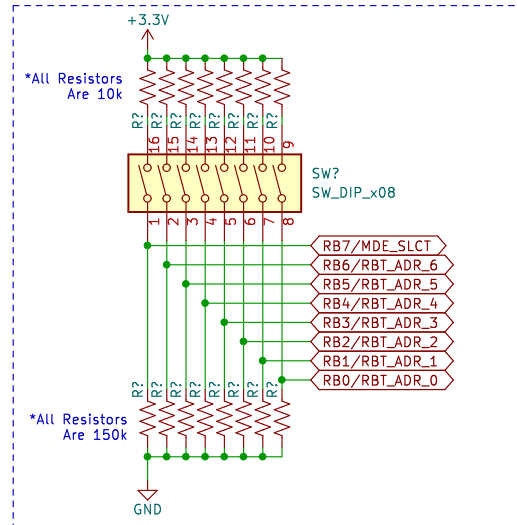 +3.3V
*All Resistors
Are 10k
R? R? R? R? R? R? R? R?
16 15 14 13 12 11 10 9
SW?
SW_DIP_x08
1 2 3 4 5 6 7 8
RB7/MDE_SLCT
RB6/RBT_ADR_6
RB5/RBT_ADR_5
RB4/RBT_ADR_4
RB3/RBT_ADR_3
RB2/RBT_ADR_2
RB1/RBT_ADR_1
RB0/RBT_ADR_0
R? R? R? R? R? R? R? R?
*All Resistors
Are 150k
GND